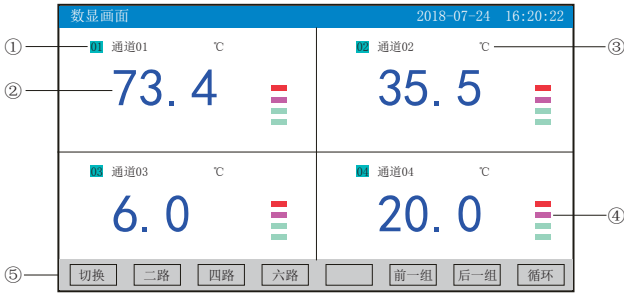 数显画面 2018-07-24 16:20:22
① 01 通道01 ℃ 02 通道02 ℃ ③
② 73.4 35.5
03 通道03 ℃ 04 通道04 ℃
6.0 20.0 ④
⑤ 切换 二路 四路 六路 前一组 后一组 循环